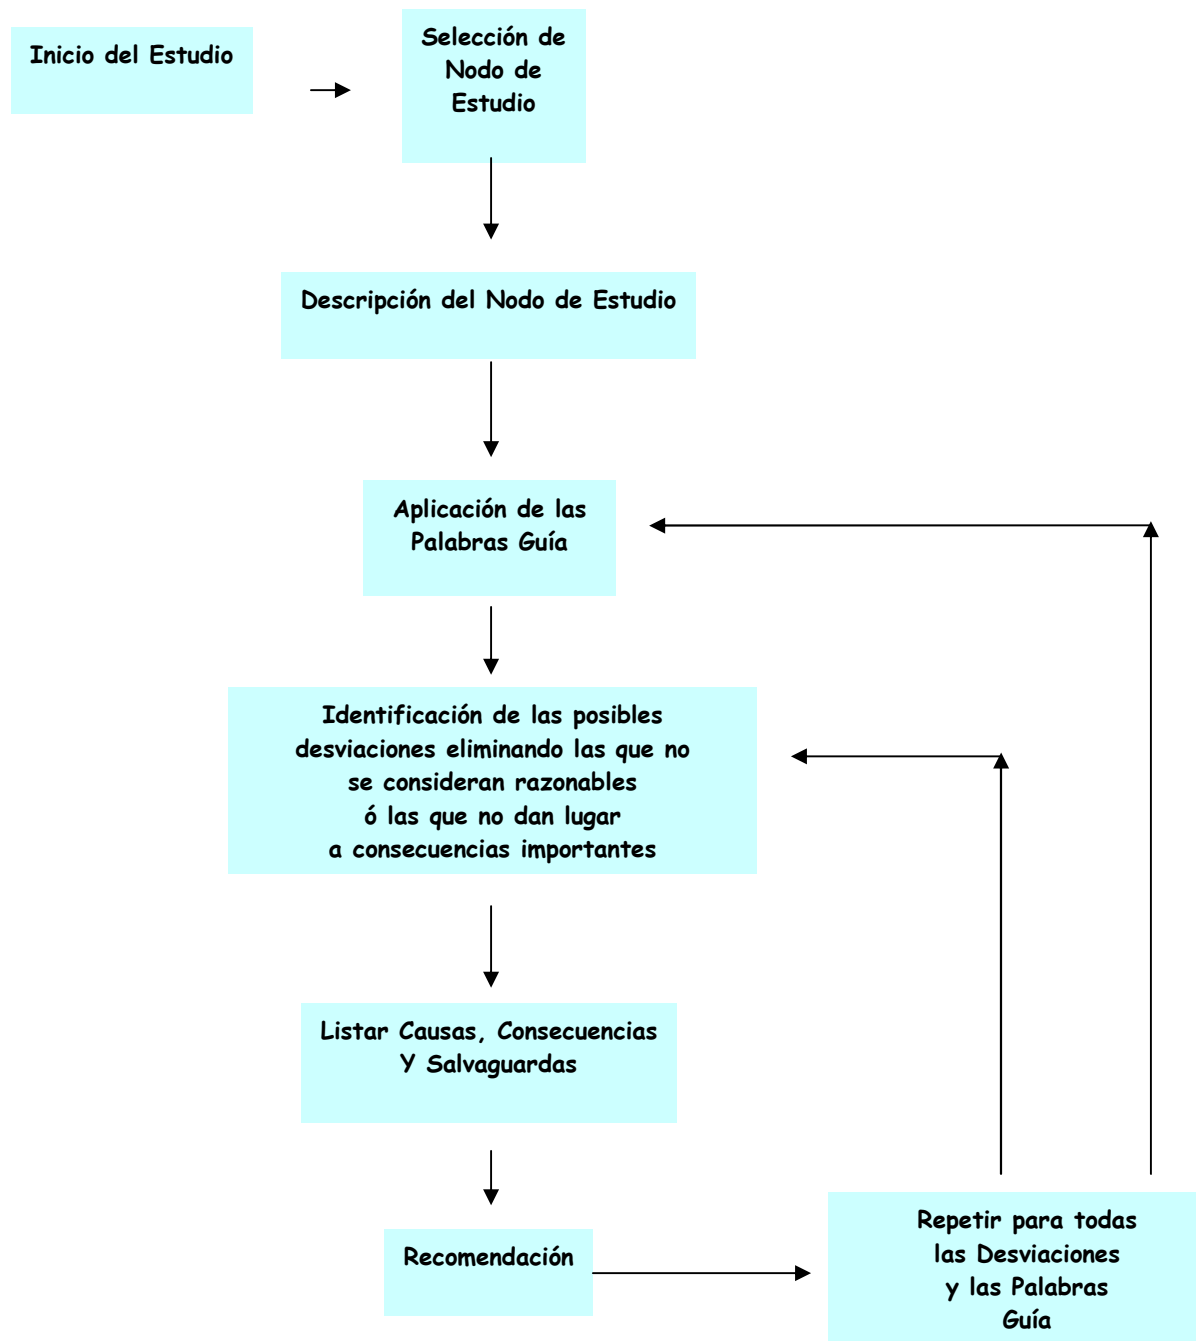 Inicio del Estudio
Selección de
Nodo de
Estudio
Descripción del Nodo de Estudio
Aplicación de las
Palabras Guía
Identificación de las posibles
desviaciones eliminando las que no
se consideran razonables
ó las que no dan lugar
a consecuencias importantes
Listar Causas, Consecuencias
Y Salvaguardas
Recomendación
Repetir para todas
las Desviaciones
y las Palabras
Guía